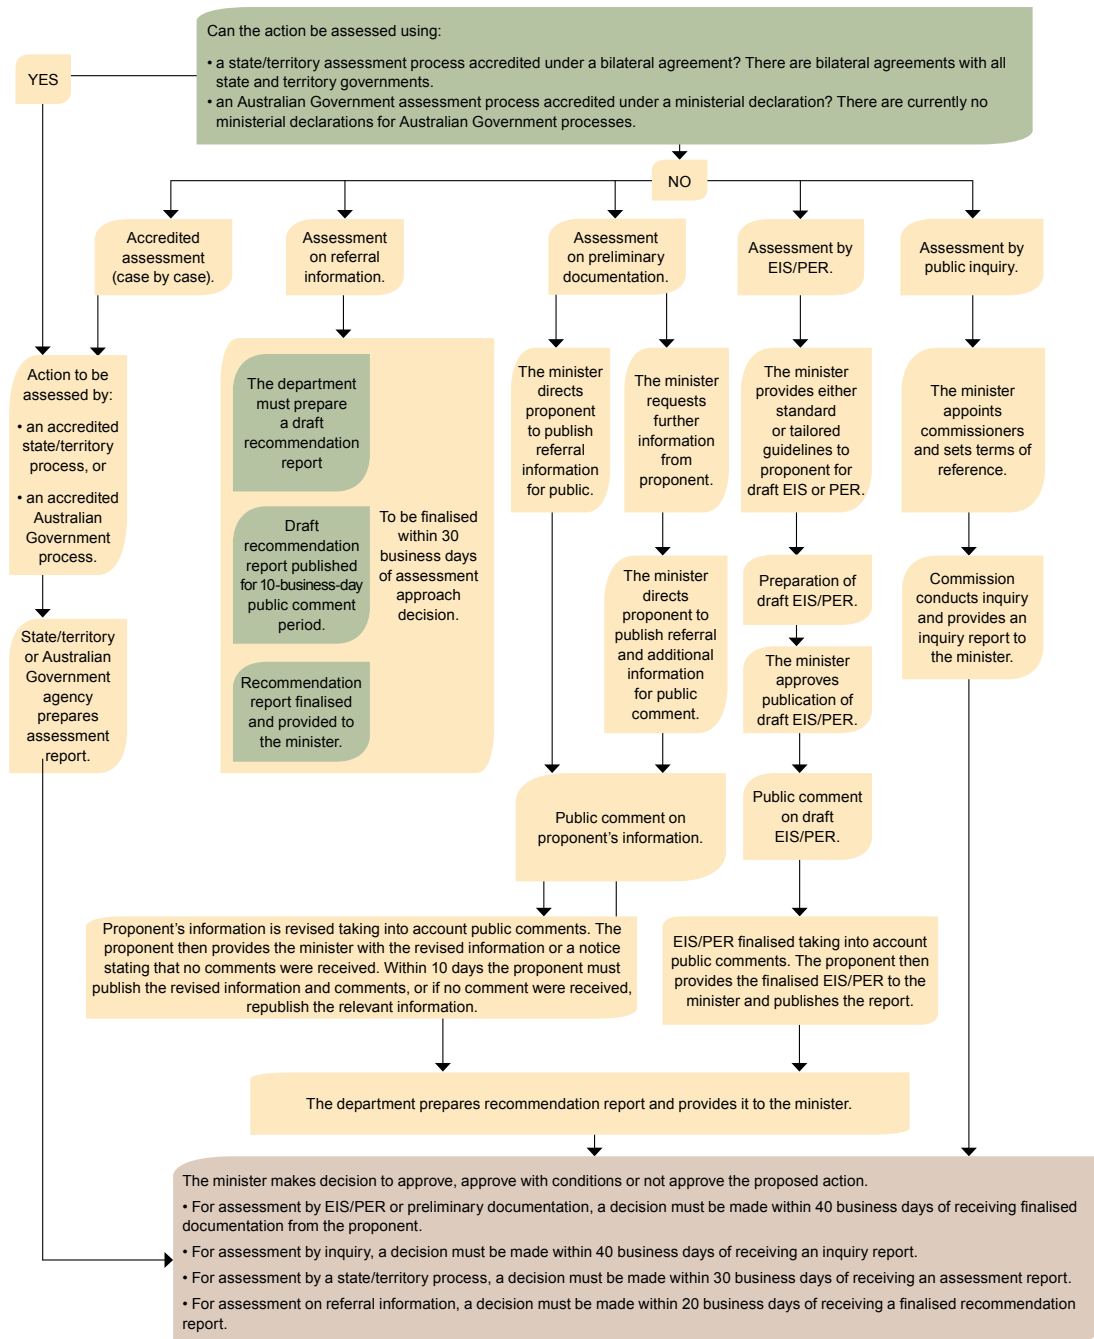 Can the action be assessed using:
• a state/territory assessment process accredited under a bilateral agreement? There are bilateral agreements with all
state and territory governments.
• an Australian Government assessment process accredited under a ministerial declaration? There are currently no
ministerial declarations for Australian Government processes.
YES
NO
Accredited
assessment
(case by case).
Assessment
on referral
information.
Assessment
on preliminary
documentation.
Assessment by
EIS/PER.
Assessment by
public inquiry.
Action to be
assessed by:
• an accredited
state/territory
process, or
• an accredited
Australian
Government
process.
State/territory
or Australian
Government
agency
prepares
assessment
report.
The department
must prepare
a draft
recommendation
report
Draft
recommendation
report published
for 10-business-day
public comment
period.
Recommendation
report finalised
and provided to
the minister.
To be finalised
within 30
business days
of assessment
approach
decision.
The minister
directs
proponent
to publish
referral
information
for public.
The minister
requests
further
information
from
proponent.
The minister
directs
proponent to
publish referral
and additional
information
for public
comment.
Public comment on
proponent's information.
The minister
provides either
standard
or tailored
guidelines to
proponent for
draft EIS or PER.
Preparation of
draft EIS/PER.
The minister
approves
publication of
draft EIS/PER.
Public comment
on draft
EIS/PER.
The minister
appoints
commissioners
and sets terms of
reference.
Commission
conducts inquiry
and provides an
inquiry report to
the minister.
Proponent's information is revised taking into account public comments. The
proponent then provides the minister with the revised information or a notice
stating that no comments were received. Within 10 days the proponent must
publish the revised information and comments, or if no comment were received,
republish the relevant information.
EIS/PER finalised taking into account
public comments. The proponent then
provides the finalised EIS/PER to the
minister and publishes the report.
The department prepares recommendation report and provides it to the minister.
The minister makes decision to approve, approve with conditions or not approve the proposed action.
• For assessment by EIS/PER or preliminary documentation, a decision must be made within 40 business days of receiving finalised
documentation from the proponent.
• For assessment by inquiry, a decision must be made within 40 business days of receiving an inquiry report.
• For assessment by a state/territory process, a decision must be made within 30 business days of receiving an assessment report.
• For assessment on referral information, a decision must be made within 20 business days of receiving a finalised recommendation
report.